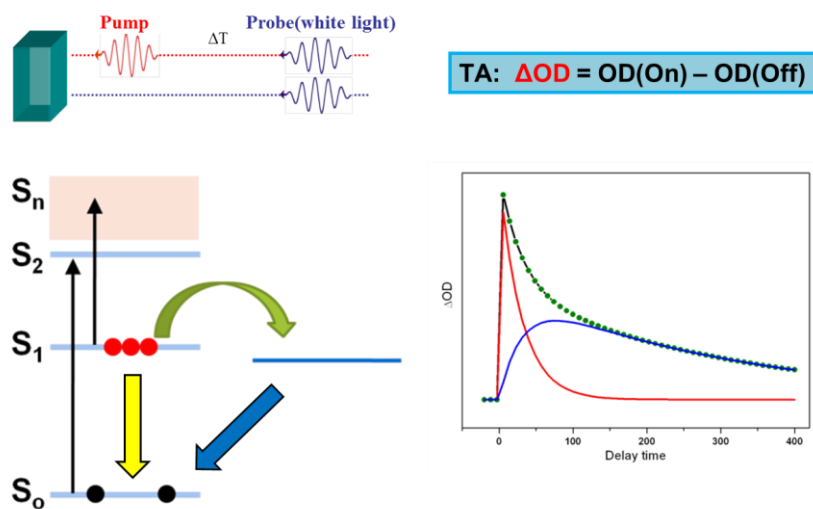 Pump
ΔT
Probe(white light)
TA: ΔOD = OD(On) – OD(Off)
Sn
S2
S1
So
ΔOD
0
100
200
300
400
Delay time